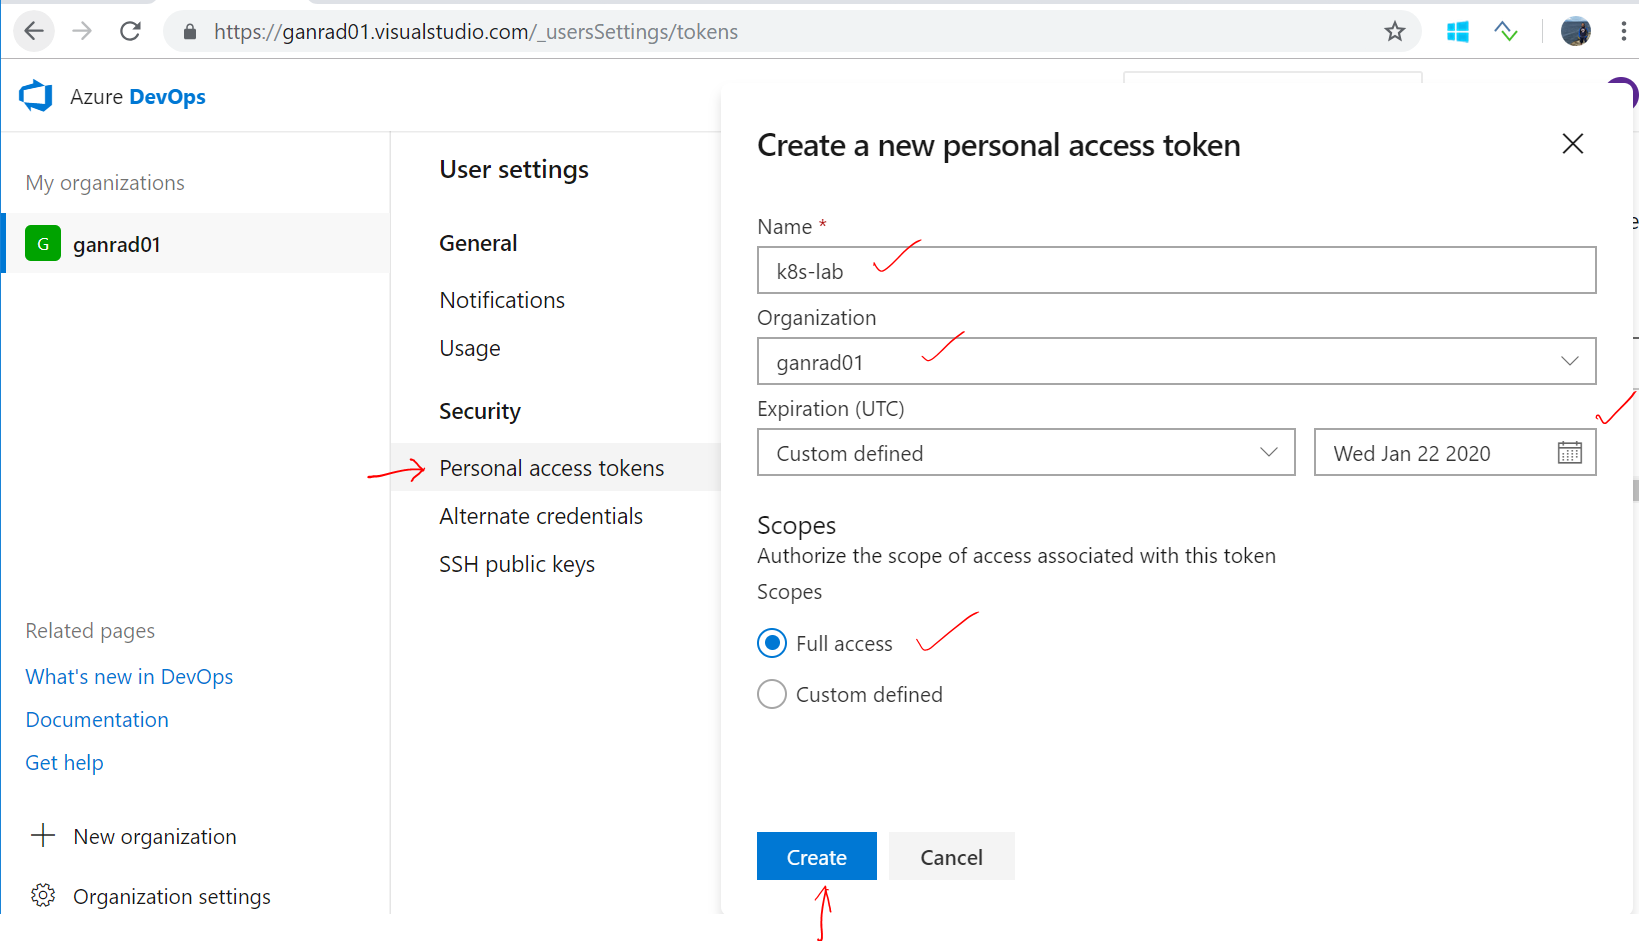 https://ganrad01.visualstudio.com/_usersSettings/tokens
Azure DevOps
My organizations
G
ganrad01
Related pages
What's new in DevOps
Documentation
Get help
New organization
Organization settings
User settings
General
Notifications
Usage
Security
Personal access tokens
Alternate credentials
SSH public keys
Create a new personal access token
Name *
k8s-lab
Organization
ganrad01
Expiration (UTC)
Custom defined
Wed Jan 22 2020
Scopes
Authorize the scope of access associated with this token
Scopes
Full access
Custom defined
Create
Cancel